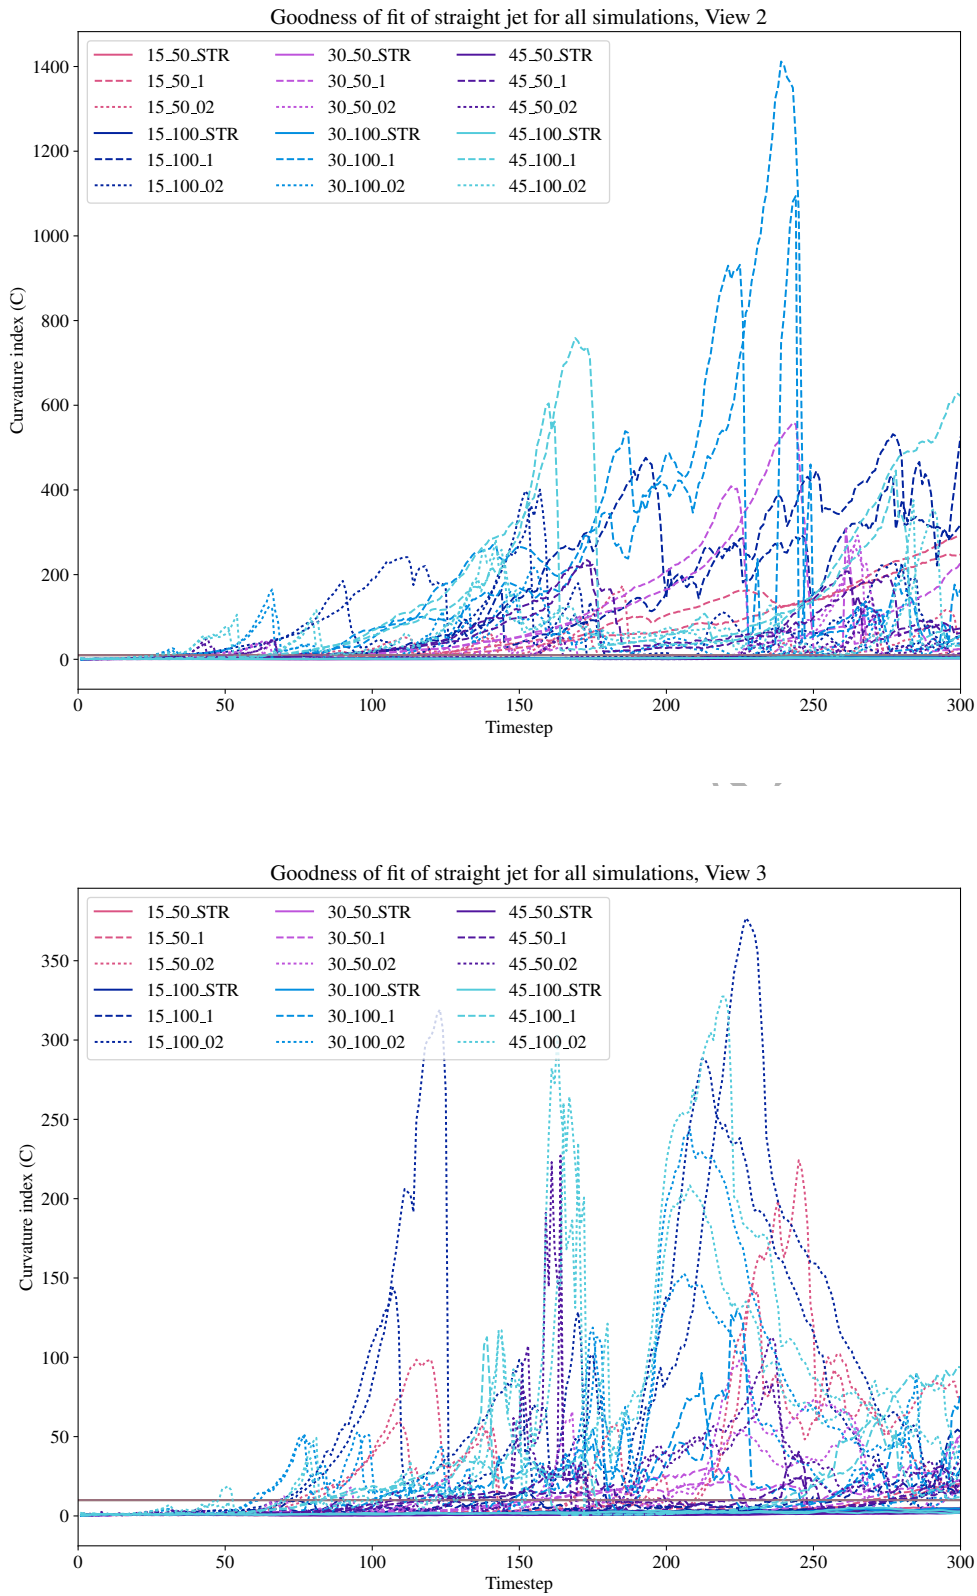 Goodness of fit of straight jet for all simulations, View 2
15_50_STR 30_50_STR 45_50_STR
15_50_1 30_50_1 45_50_1
15_50_02 30_50_02 45_50_02
15_100_STR 30_100_STR 45_100_STR
15_100_1 30_100_1 45_100_1
15_100_02 30_100_02 45_100_02
1400
1200
1000
800
600
400
200
0
Curvature index (C)
0 50 100 150 200 250 300
Timestep
Goodness of fit of straight jet for all simulations, View 3
15_50_STR 30_50_STR 45_50_STR
15_50_1 30_50_1 45_50_1
15_50_02 30_50_02 45_50_02
15_100_STR 30_100_STR 45_100_STR
15_100_1 30_100_1 45_100_1
15_100_02 30_100_02 45_100_02
350
300
250
200
150
100
50
0
Curvature index (C)
0 50 100 150 200 250 300
Timestep